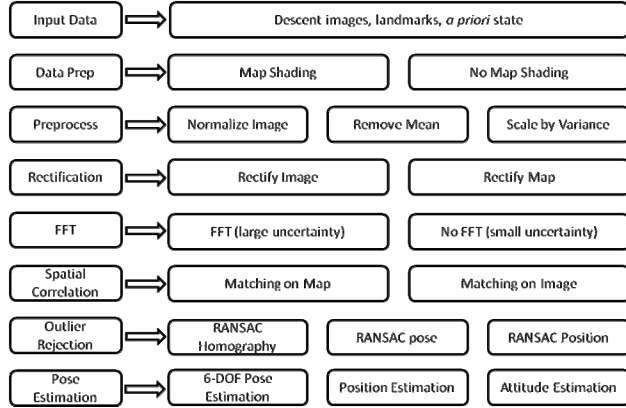 Input Data
Descent images, landmarks, a priori state
Data Prep
Map Shading
No Map Shading
Preprocess
Normalize Image
Remove Mean
Scale by Variance
Rectification
Rectify Image
Rectify Map
FFT
FFT (large uncertainty)
No FFT (small uncertainty)
Spatial
Correlation
Matching on Map
Matching on Image
Outlier
Rejection
RANSAC
Homography
RANSAC pose
RANSAC Position
Pose
Estimation
6-DOF Pose
Estimation
Position Estimation
Attitude Estimation